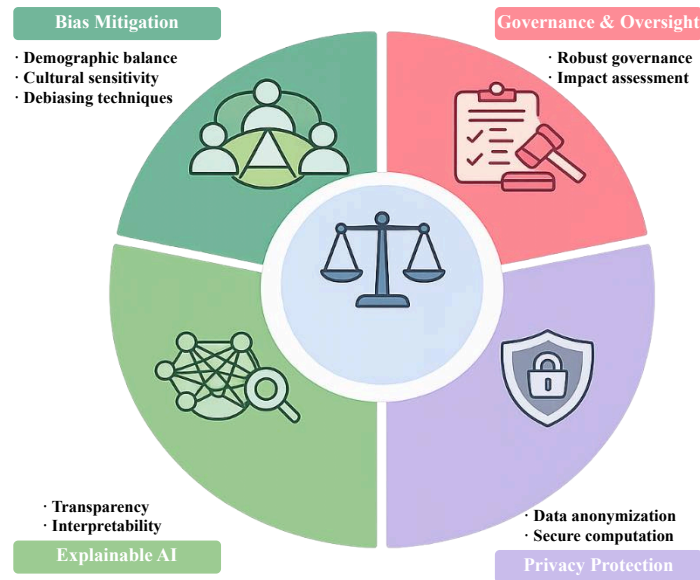 Bias Mitigation
· Demographic balance
· Cultural sensitivity
· Debiasing techniques
Governance & Oversight
· Robust governance
· Impact assessment
· Transparency
· Interpretability
Explainable AI
· Data anonymization
· Secure computation
Privacy Protection